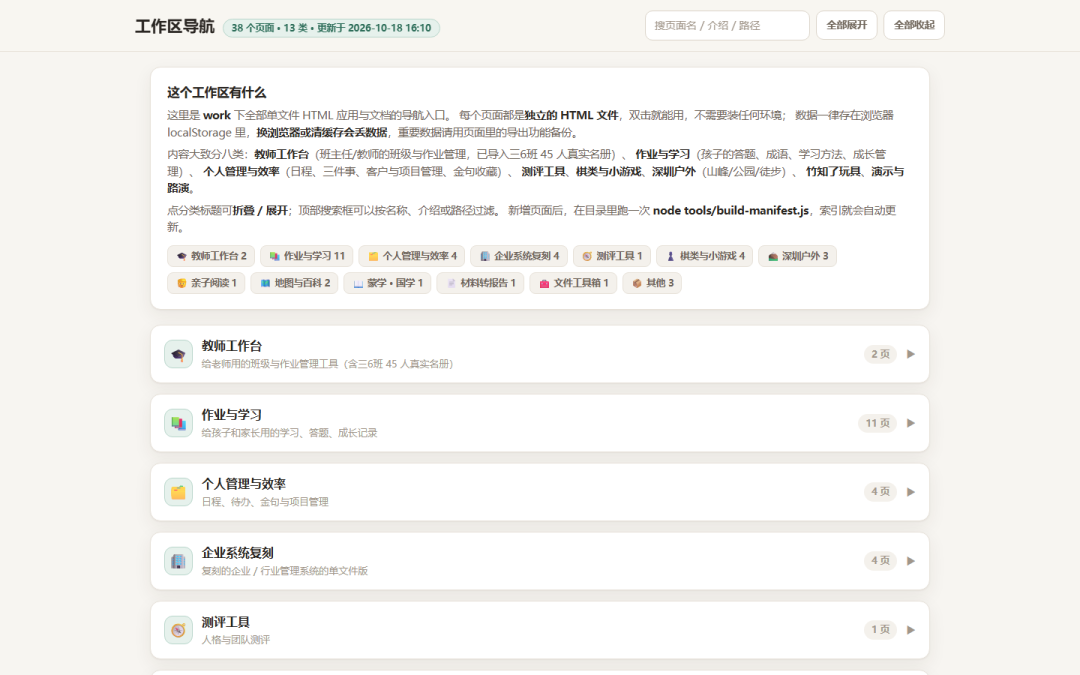 工作区导航
38 个页面 • 13 类 • 更新于 2026-10-18 16:10
搜页面名 / 介绍 / 路径
全部展开
全部收起
这个工作区有什么
这里是 work 下全部单文件 HTML 应用与文档的导航入口。 每个页面都是独立的 HTML 文件，双击就能用，不需要装任何环境； 数据一律存在浏览器
localStorage 里，换浏览器或清缓存会丢数据，重要数据请用页面里的导出功能备份。
内容大致分八类：教师工作台（班主任/教师的班级与作业管理，已导入三6班 45 人真实名册）、 作业与学习（孩子的答题、成语、学习方法、成长管
理）、 个人管理与效率（日程、三件事、客户与项目管理、金句收藏）、 测评工具、棋类与小游戏、深圳户外（山峰/公园/徒步）、 竹知了玩具、演示与
路演。
点分类标题可折叠 / 展开；顶部搜索框可以按名称、介绍或路径过滤。 新增页面后，在目录里跑一次 node tools/build-manifest.js，索引就会自动更
新。
教师工作台 2
作业与学习 11
个人管理与效率 4
企业系统复刻 4
测评工具 1
棋类与小游戏 4
深圳户外 3
亲子阅读 1
地图与百科 2
蒙学 • 国学 1
材料转报告 1
文件工具箱 1
其他 3
教师工作台
给老师用的班级与作业管理工具（含三6班 45 人真实名册）
2 页
作业与学习
给孩子和家长用的学习、答题、成长记录
11 页
个人管理与效率
日程、待办、金句与项目管理
4 页
企业系统复刻
复刻的企业 / 行业管理系统的单文件版
4 页
测评工具
人格与团队测评
1 页